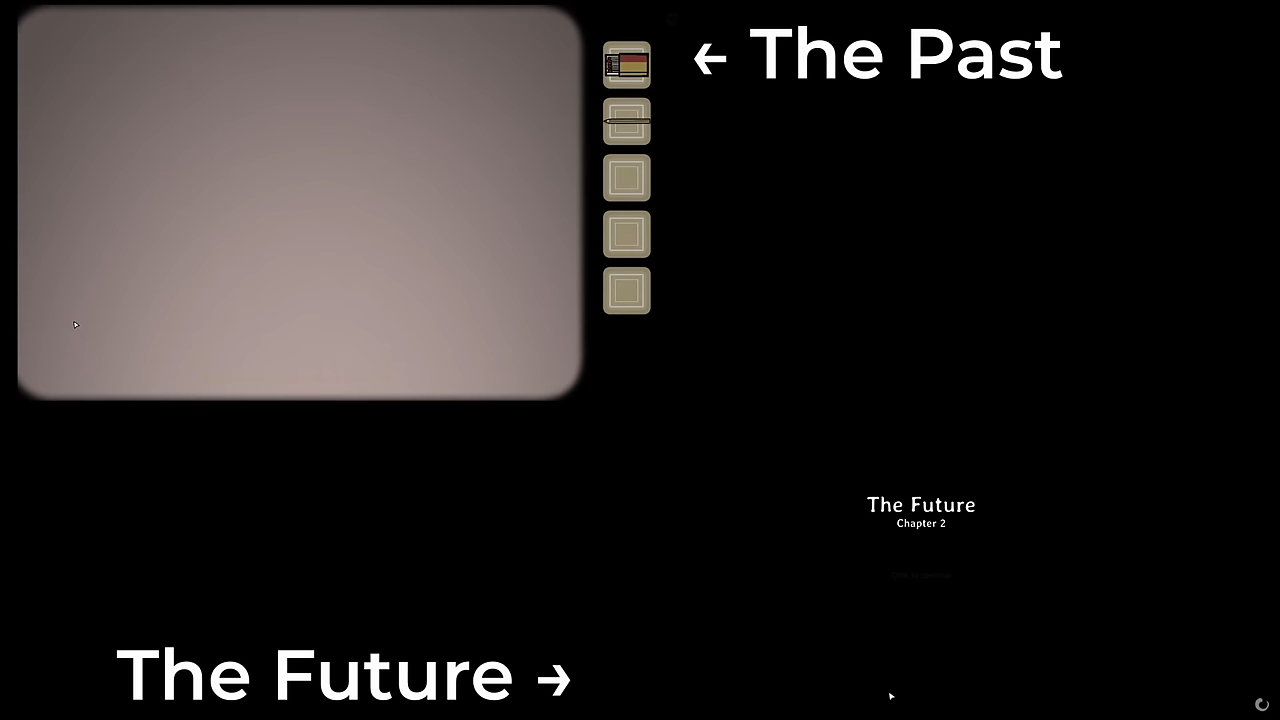 ← The Past
The Future
Chapter 2
The Future →